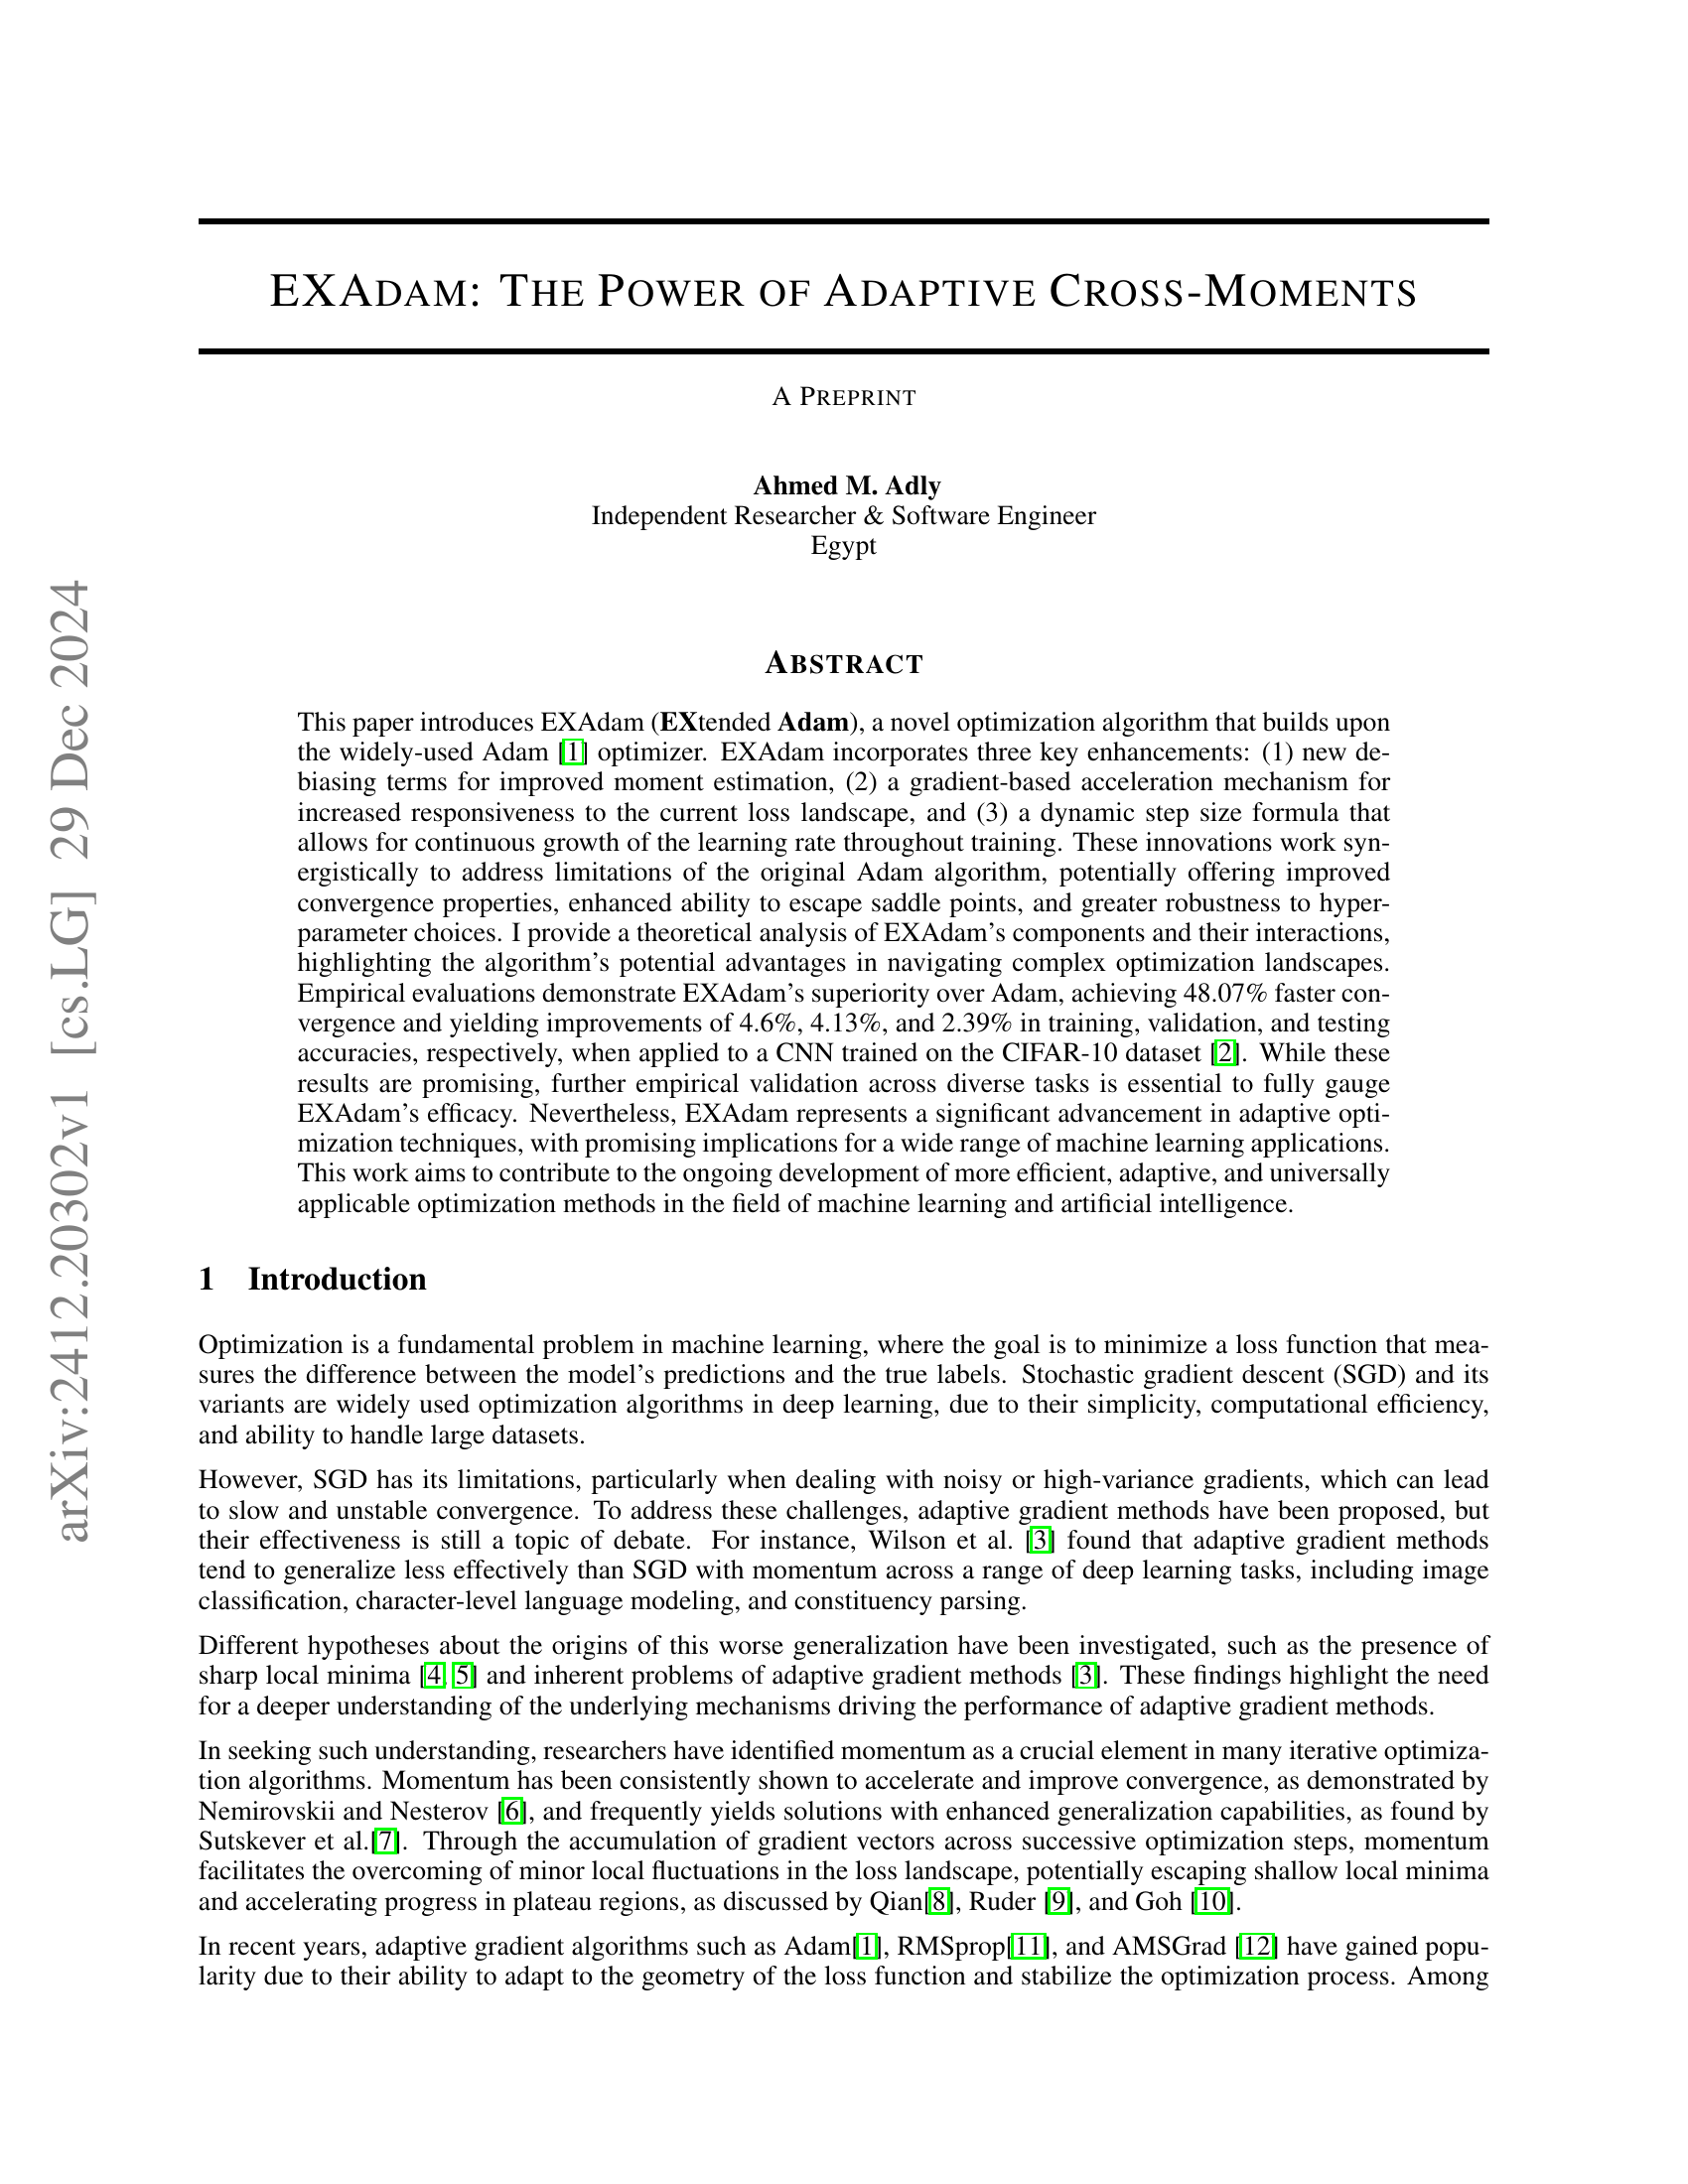 EXADAM: THE POWER OF ADAPTIVE CROSS-MOMENTS
A PREPRINT
Ahmed M. Adly
Independent Researcher & Software Engineer
Egypt
arXiv:2412.20302v1 [cs.LG] 29 Dec 2024
ABSTRACT
This paper introduces EXAdam (EXtended Adam), a novel optimization algorithm that builds upon
the widely-used Adam [1] optimizer. EXAdam incorporates three key enhancements: (1) new de-
biasing terms for improved moment estimation, (2) a gradient-based acceleration mechanism for
increased responsiveness to the current loss landscape, and (3) a dynamic step size formula that
allows for continuous growth of the learning rate throughout training. These innovations work syn-
ergistically to address limitations of the original Adam algorithm, potentially offering improved
convergence properties, enhanced ability to escape saddle points, and greater robustness to hyper-
parameter choices. I provide a theoretical analysis of EXAdam's components and their interactions,
highlighting the algorithm's potential advantages in navigating complex optimization landscapes.
Empirical evaluations demonstrate EXAdam's superiority over Adam, achieving 48.07% faster con-
vergence and yielding improvements of 4.6%, 4.13%, and 2.39% in training, validation, and testing
accuracies, respectively, when applied to a CNN trained on the CIFAR-10 dataset [2]. While these
results are promising, further empirical validation across diverse tasks is essential to fully gauge
EXAdam's efficacy. Nevertheless, EXAdam represents a significant advancement in adaptive opti-
mization techniques, with promising implications for a wide range of machine learning applications.
This work aims to contribute to the ongoing development of more efficient, adaptive, and universally
applicable optimization methods in the field of machine learning and artificial intelligence.
1 Introduction
Optimization is a fundamental problem in machine learning, where the goal is to minimize a loss function that mea-
sures the difference between the model's predictions and the true labels. Stochastic gradient descent (SGD) and its
variants are widely used optimization algorithms in deep learning, due to their simplicity, computational efficiency,
and ability to handle large datasets.
However, SGD has its limitations, particularly when dealing with noisy or high-variance gradients, which can lead
to slow and unstable convergence. To address these challenges, adaptive gradient methods have been proposed, but
their effectiveness is still a topic of debate. For instance, Wilson et al. [3] found that adaptive gradient methods
tend to generalize less effectively than SGD with momentum across a range of deep learning tasks, including image
classification, character-level language modeling, and constituency parsing.
Different hypotheses about the origins of this worse generalization have been investigated, such as the presence of
sharp local minima [4, 5] and inherent problems of adaptive gradient methods [3]. These findings highlight the need
for a deeper understanding of the underlying mechanisms driving the performance of adaptive gradient methods.
In seeking such understanding, researchers have identified momentum as a crucial element in many iterative optimiza-
tion algorithms. Momentum has been consistently shown to accelerate and improve convergence, as demonstrated by
Nemirovskii and Nesterov [6], and frequently yields solutions with enhanced generalization capabilities, as found by
Sutskever et al.[7]. Through the accumulation of gradient vectors across successive optimization steps, momentum
facilitates the overcoming of minor local fluctuations in the loss landscape, potentially escaping shallow local minima
and accelerating progress in plateau regions, as discussed by Qian[8], Ruder [9], and Goh [10].
In recent years, adaptive gradient algorithms such as Adam[1], RMSprop[11], and AMSGrad [12] have gained popu-
larity due to their ability to adapt to the geometry of the loss function and stabilize the optimization process. Among